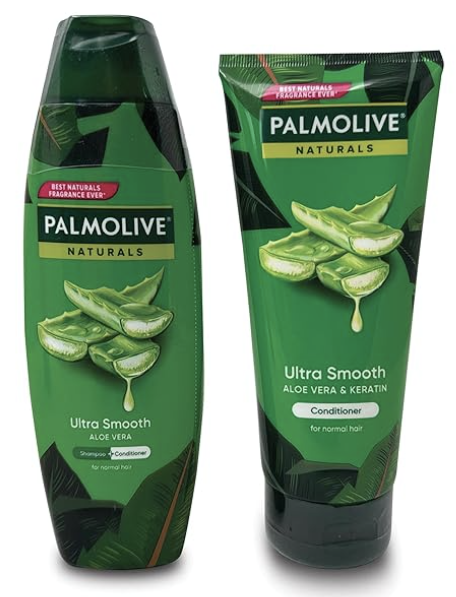 BEST NATURALS
FRAGRANCE EVER*
PALMOLIVE®
NATURALS
Ultra Smooth
ALOE VERA
Shampoo + Conditioner
for normal hair
BEST NATURALS
FRAGRANCE EVER*
PALMOLIVE®
NATURALS
Ultra Smooth
ALOE VERA & KERATIN
Conditioner
for normal hair